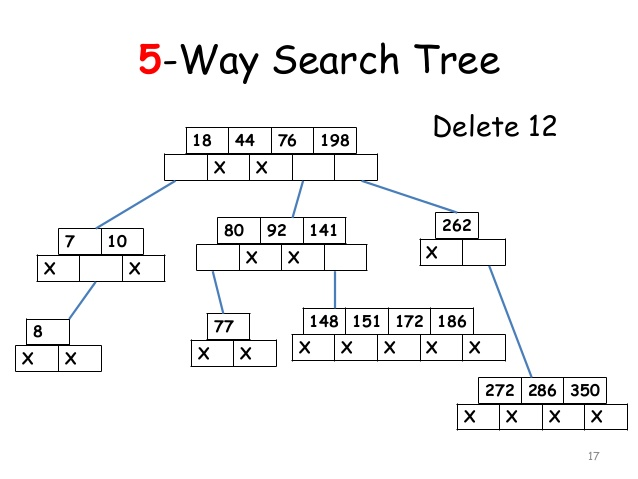 5-Way Search Tree
Delete 12
18 44 76 198
X X
7 10
X X
80 92 141
X X
262
X
8
X X
77
X X
148 151 172 186
X X X X X
272 286 350
X X X X
17